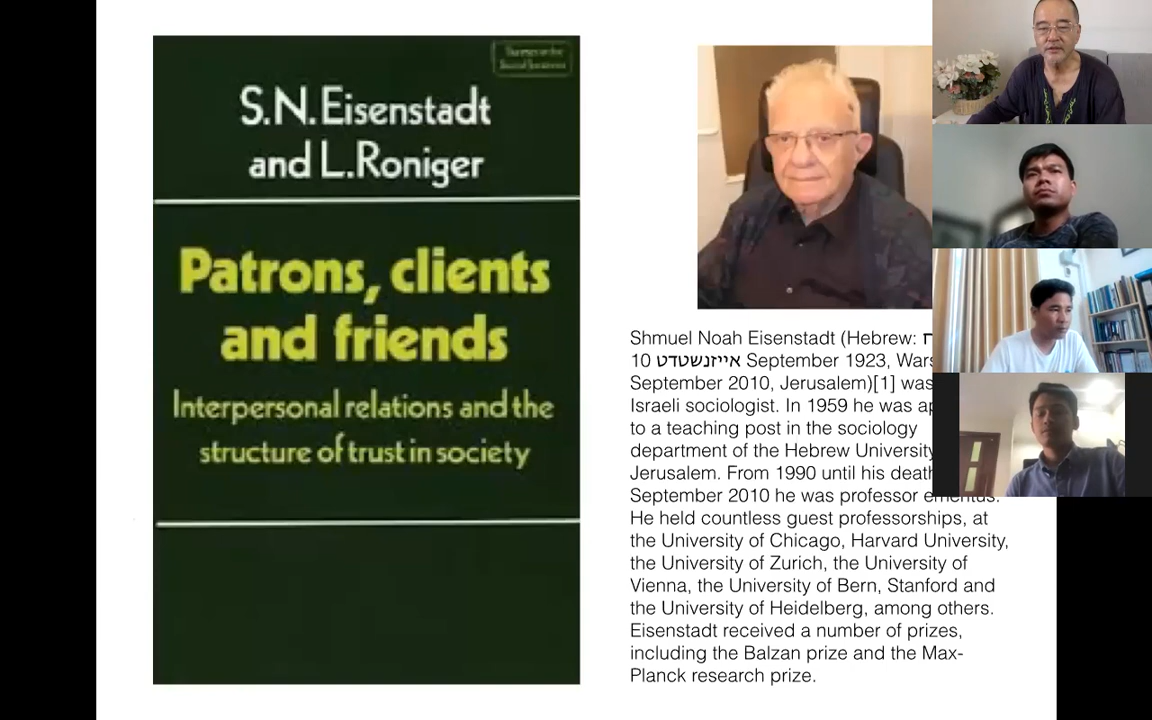 S.N.Eisenstadt
and L.Roniger
Patrons, clients
and friends
Interpersonal relations and the
structure of trust in society
Shmuel Noah Eisenstadt (Hebrew:
10 אייזנשטדט September 1923,
September 2010, Jerusalem)[1] was
Israeli sociologist. In 1959 he was
to a teaching post in the sociology
department of the Hebrew University
Jerusalem. From 1990 until his death
September 2010 he was professor
He held countless guest professorships, at
the University of Chicago, Harvard University,
the University of Zurich, the University of
Vienna, the University of Bern, Stanford and
the University of Heidelberg, among others.
Eisenstadt received a number of prizes,
including the Balzan prize and the Max-
Planck research prize.